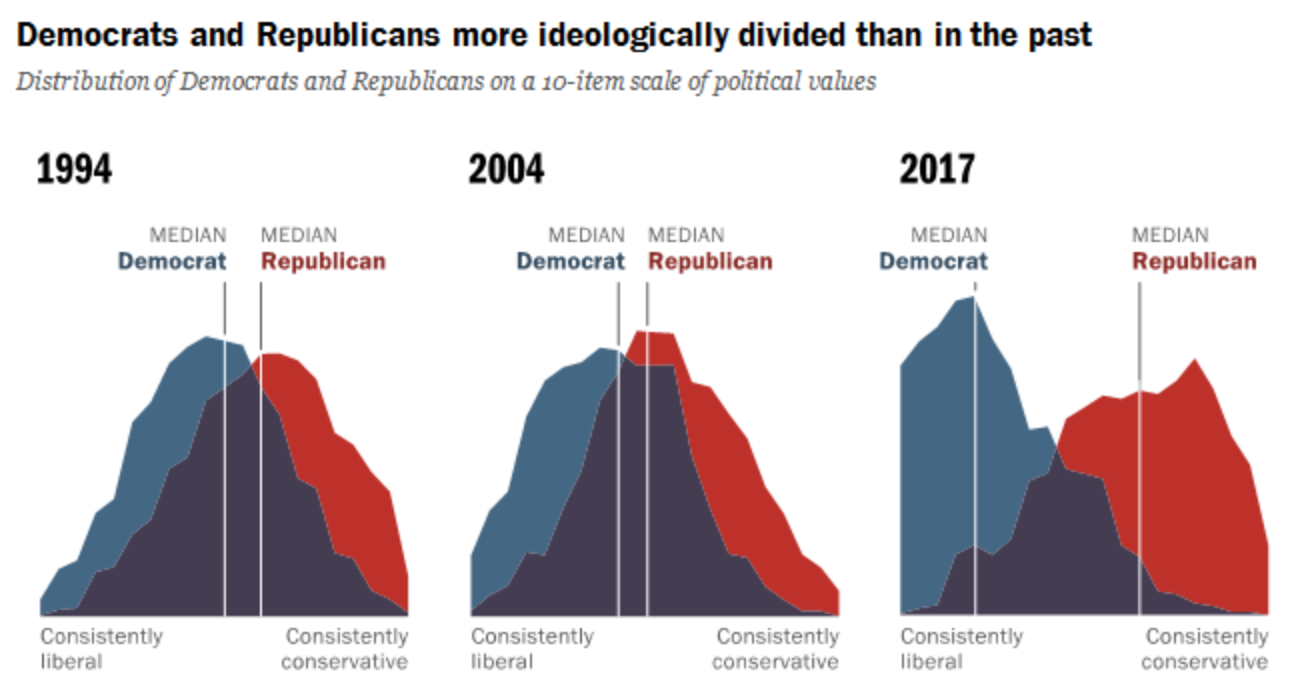 Democrats and Republicans more ideologically divided than in the past
Distribution of Democrats and Republicans on a 10-item scale of political values
1994
2004
2017
MEDIAN
Democrat
MEDIAN
Republican
MEDIAN
Democrat
MEDIAN
Republican
MEDIAN
Democrat
MEDIAN
Republican
Consistently
liberal
Consistently
conservative
Consistently
liberal
Consistently
conservative
Consistently
liberal
Consistently
conservative